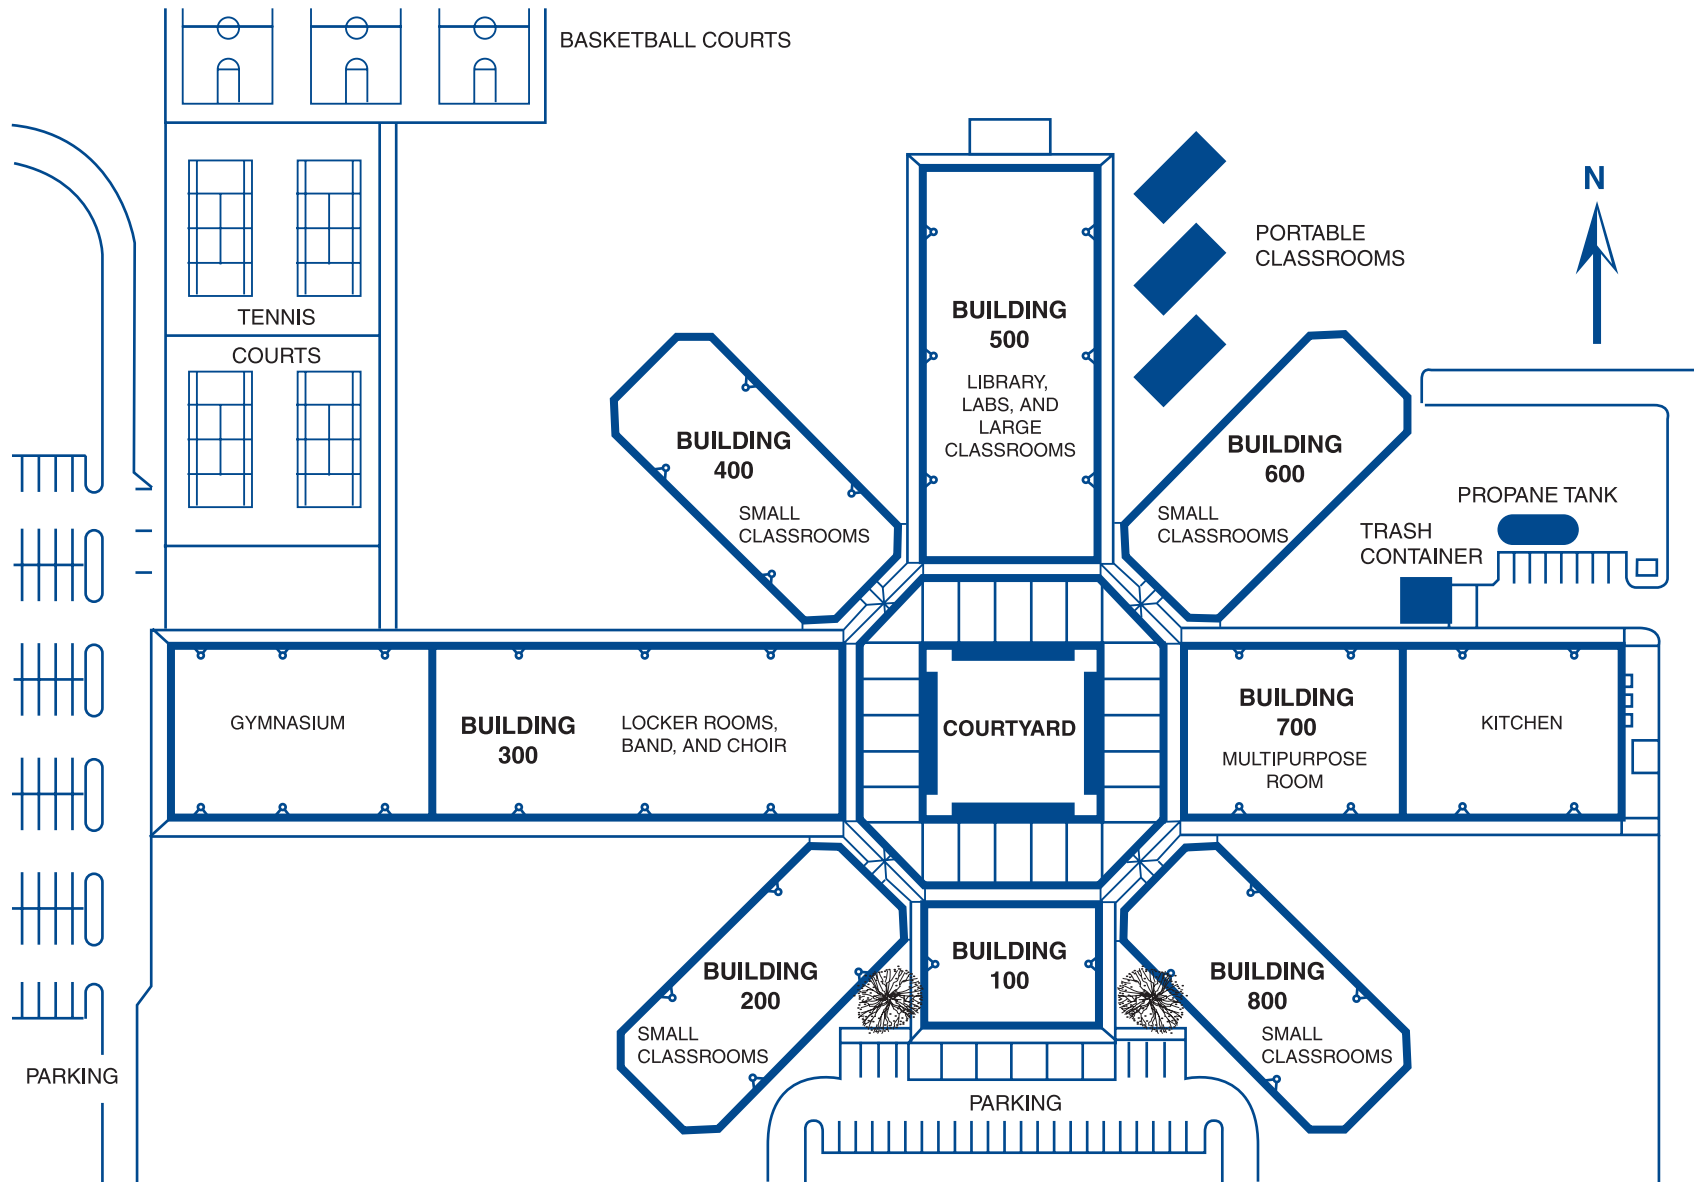 BASKETBALL COURTS
N
PORTABLE
CLASSROOMS
TENNIS
COURTS
BUILDING
500
LIBRARY,
LABS, AND
LARGE
CLASSROOMS
BUILDING
400
SMALL
CLASSROOMS
BUILDING
600
SMALL
CLASSROOMS
PROPANE TANK
TRASH
CONTAINER
GYMNASIUM
BUILDING
300
LOCKER ROOMS,
BAND, AND CHOIR
COURTYARD
BUILDING
700
MULTIPURPOSE
ROOM
KITCHEN
BUILDING
200
SMALL
CLASSROOMS
BUILDING
100
BUILDING
800
SMALL
CLASSROOMS
PARKING
PARKING